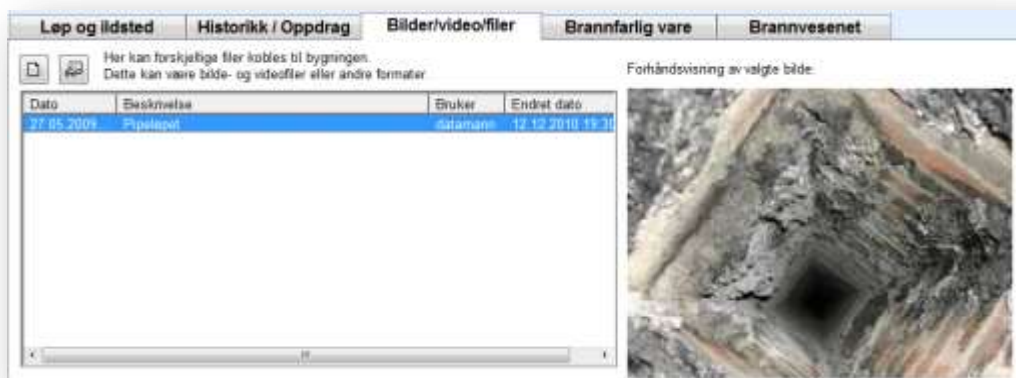 Løp og ildsted
Historikk / Oppdrag
Bilder/video/filer
Brannfarlig vare
Brannvesenet
Her kan forskjellige filer kobles til bygningen.
Dette kan være bilde- og videofiler eller andre formater
Forhåndsvisning av valgte bilde:
Dato Beskrivelse Bruker Endret dato
27.05.2009 Pipeløpet datamann 12.12.2010 19:30